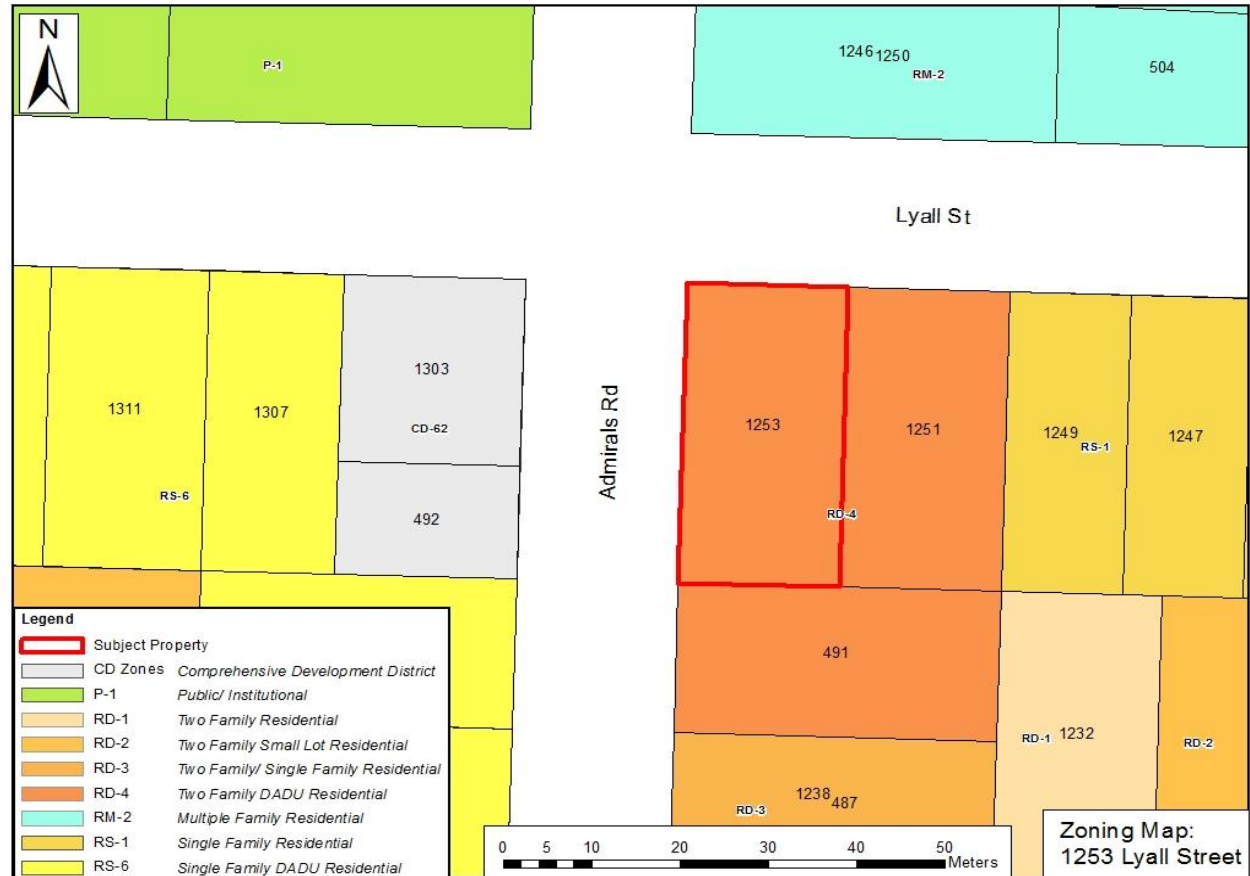 N
P-1
1246 1250
RM-2
504
Lyall St
Admirals Rd
1311
1307
RS-6
1303
CD-62
492
1253
1251
RD-4
1249
RS-1
1247
491
1238 487
RD-3
RD-1 1232
RD-2
Legend
Subject Property
CD Zones Comprehensive Development District
P-1 Public/ Institutional
RD-1 Two Family Residential
RD-2 Two Family Small Lot Residential
RD-3 Two Family/ Single Family Residential
RD-4 Two Family DADU Residential
RM-2 Multiple Family Residential
RS-1 Single Family Residential
RS-6 Single Family DADU Residential
0 5 10 20 30 40 50 Meters
Zoning Map:
1253 Lyall Street